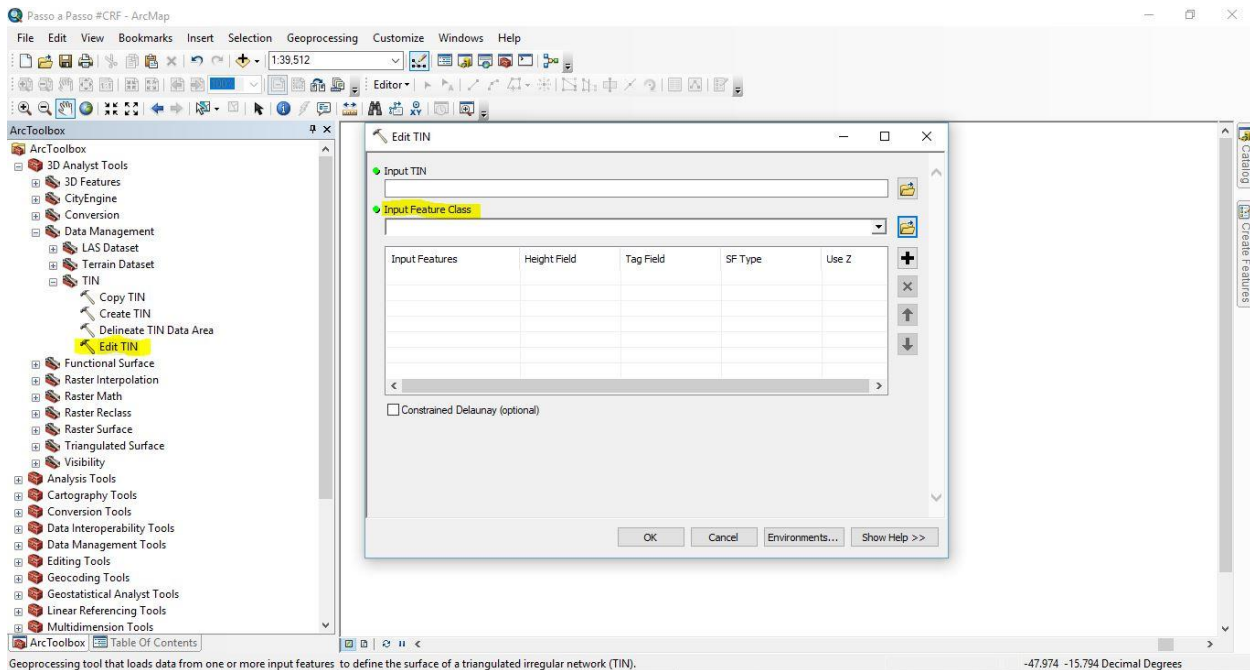 Passo a Passo #CRF - ArcMap
File Edit View Bookmarks Insert Selection Geoprocessing Customize Windows Help
1:39,512
Editor
ArcToolbox
ArcToolbox
3D Analyst Tools
3D Features
CityEngine
Conversion
Data Management
LAS Dataset
Terrain Dataset
TIN
Copy TIN
Create TIN
Delineate TIN Data Area
Edit TIN
Functional Surface
Raster Interpolation
Raster Math
Raster Reclass
Raster Surface
Triangulated Surface
Visibility
Analysis Tools
Cartography Tools
Conversion Tools
Data Interoperability Tools
Data Management Tools
Editing Tools
Geocoding Tools
Geostatistical Analyst Tools
Linear Referencing Tools
Multidimension Tools
ArcToolbox Table Of Contents
Edit TIN
Input TIN
Input Feature Class
Input Features Height Field Tag Field SF Type Use Z
Constrained Delaunay (optional)
OK Cancel Environments... Show Help >>
Catalog
Create Features
Geoprocessing tool that loads data from one or more input features to define the surface of a triangulated irregular network (TIN).
-47.974 -15.794 Decimal Degrees